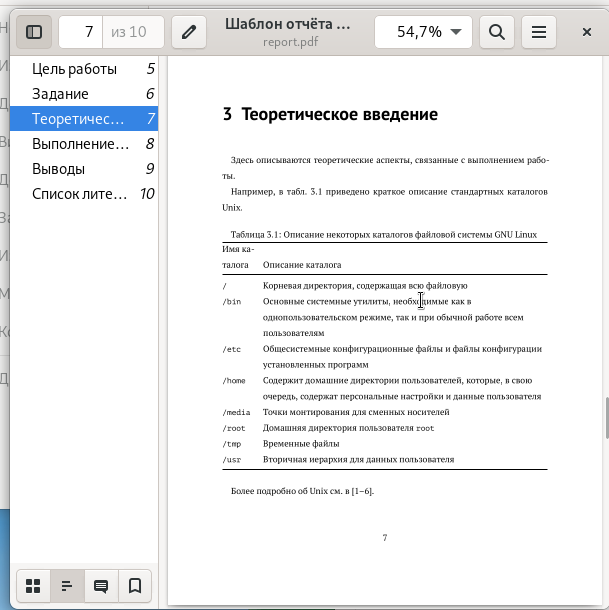 7
из 10
Шаблон отчёта ...
report.pdf
54,7%
Цель работы 5
Задание 6
Теоретичес... 7
Выполнение... 8
Выводы 9
Список лите... 10
3 Теоретическое введение
Здесь описываются теоретические аспекты, связанные с выполнением рабо-
ты.
Например, в табл. 3.1 приведено краткое описание стандартных каталогов
Unix.
Таблица 3.1: Описание некоторых каталогов файловой системы GNU Linux
Имя ка-
талога Описание каталога
/ Корневая директория, содержащая всю файловую
/bin Основные системные утилиты, необходимые как в
однопользовательском режиме, так и при обычной работе всем
пользователям
/etc Общесистемные конфигурационные файлы и файлы конфигурации
установленных программ
/home Содержит домашние директории пользователей, которые, в свою
очередь, содержат персональные настройки и данные пользователя
/media Точки монтирования для сменных носителей
/root Домашняя директория пользователя root
/tmp Временные файлы
/usr Вторичная иерархия для данных пользователя
Более подробно об Unix см. в [1–6].
7